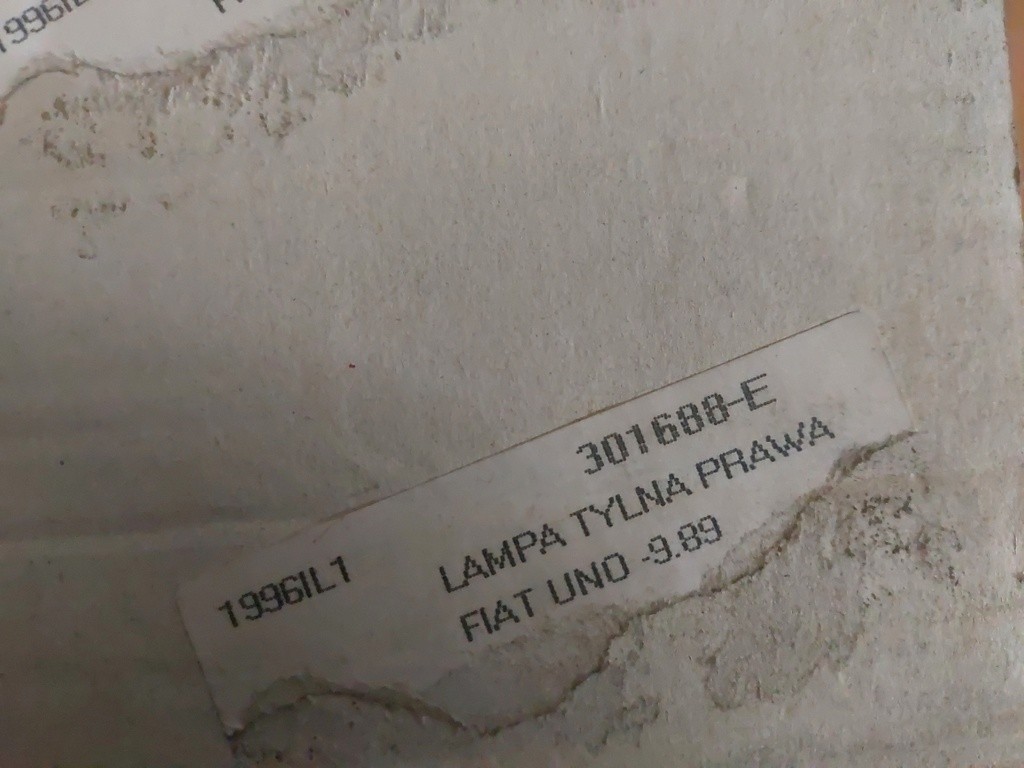 301688-E
1996IL1 LAMPA TYLNA PRAWA
FIAT UNO -9.89